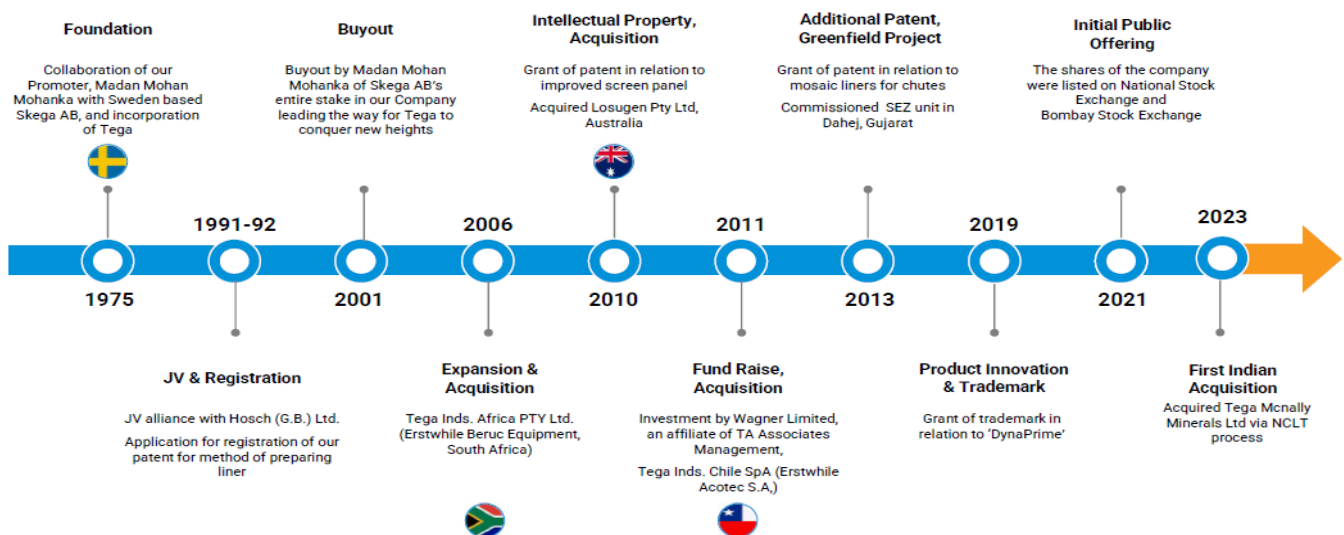 Foundation
Collaboration of our
Promoter, Madan Mohan
Mohanka with Sweden based
Skega AB, and incorporation
of Tega
Buyout
Buyout by Madan Mohan
Mohanka of Skega AB's
entire stake in our Company
leading the way for Tega to
conquer new heights
Intellectual Property,
Acquisition
Grant of patent in relation to
improved screen panel
Acquired Losugen Pty Ltd,
Australia
Additional Patent,
Greenfield Project
Grant of patent in relation to
mosaic liners for chutes
Commissioned SEZ unit in
Dahej, Gujarat
Initial Public
Offering
The shares of the company
were listed on National Stock
Exchange and
Bombay Stock Exchange
1991-92
2006
2011
2019
2023
1975
2001
2010
2013
2021
JV & Registration
JV alliance with Hosch (G.B.) Ltd.
Application for registration of our
patent for method of preparing
liner
Expansion &
Acquisition
Tega Inds. Africa PTY Ltd.
(Erstwhile Beruc Equipment,
South Africa)
Fund Raise,
Acquisition
Investment by Wagner Limited,
an affiliate of TA Associates
Management,
Tega Inds. Chile SpA (Erstwhile
Acotec S.A,)
Product Innovation
& Trademark
Grant of trademark in
relation to 'DynaPrime'
First Indian
Acquisition
Acquired Tega Mcnally
Minerals Ltd via NCLT
process